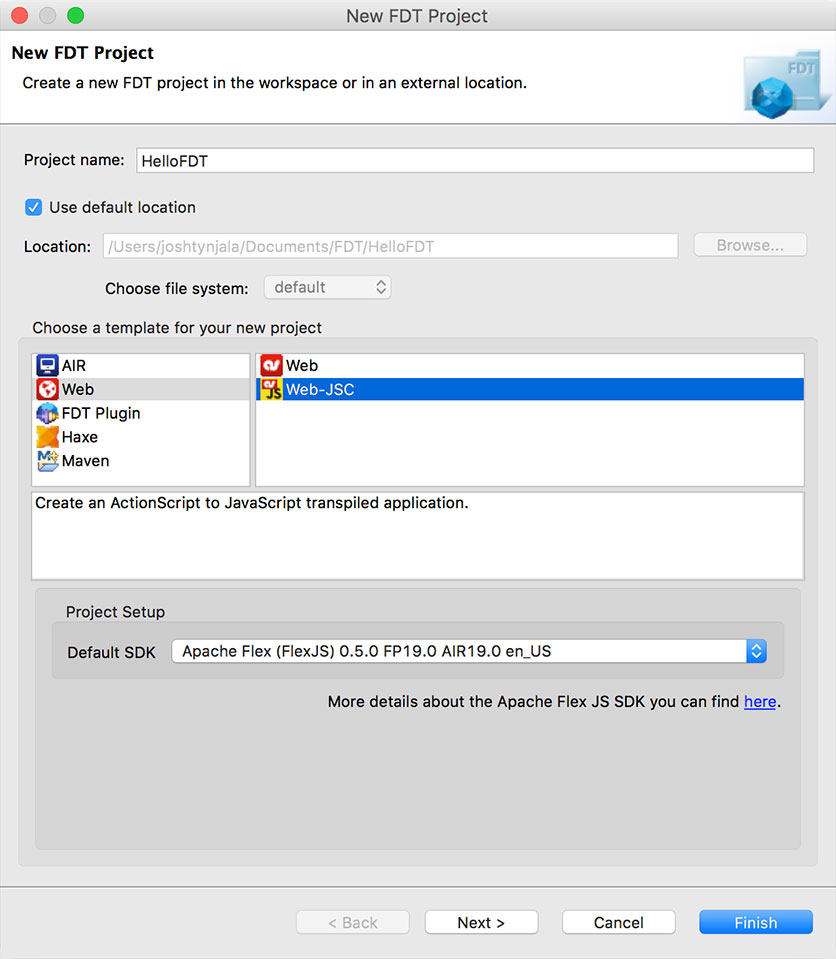 New FDT Project
New FDT Project
Create a new FDT project in the workspace or in an external location.
FDT
Project name: HelloFDT
Use default location
Location: /Users/joshtynjala/Documents/FDT/HelloFDT Browse...
Choose file system: default
Choose a template for your new project
AIR
Web
FDT Plugin
Haxe
Maven
Web
JS Web-JSC
Create an ActionScript to JavaScript transpiled application.
Project Setup
Default SDK Apache Flex (FlexJS) 0.5.0 FP19.0 AIR19.0 en_US
More details about the Apache Flex JS SDK you can find here.
< Back Next > Cancel Finish